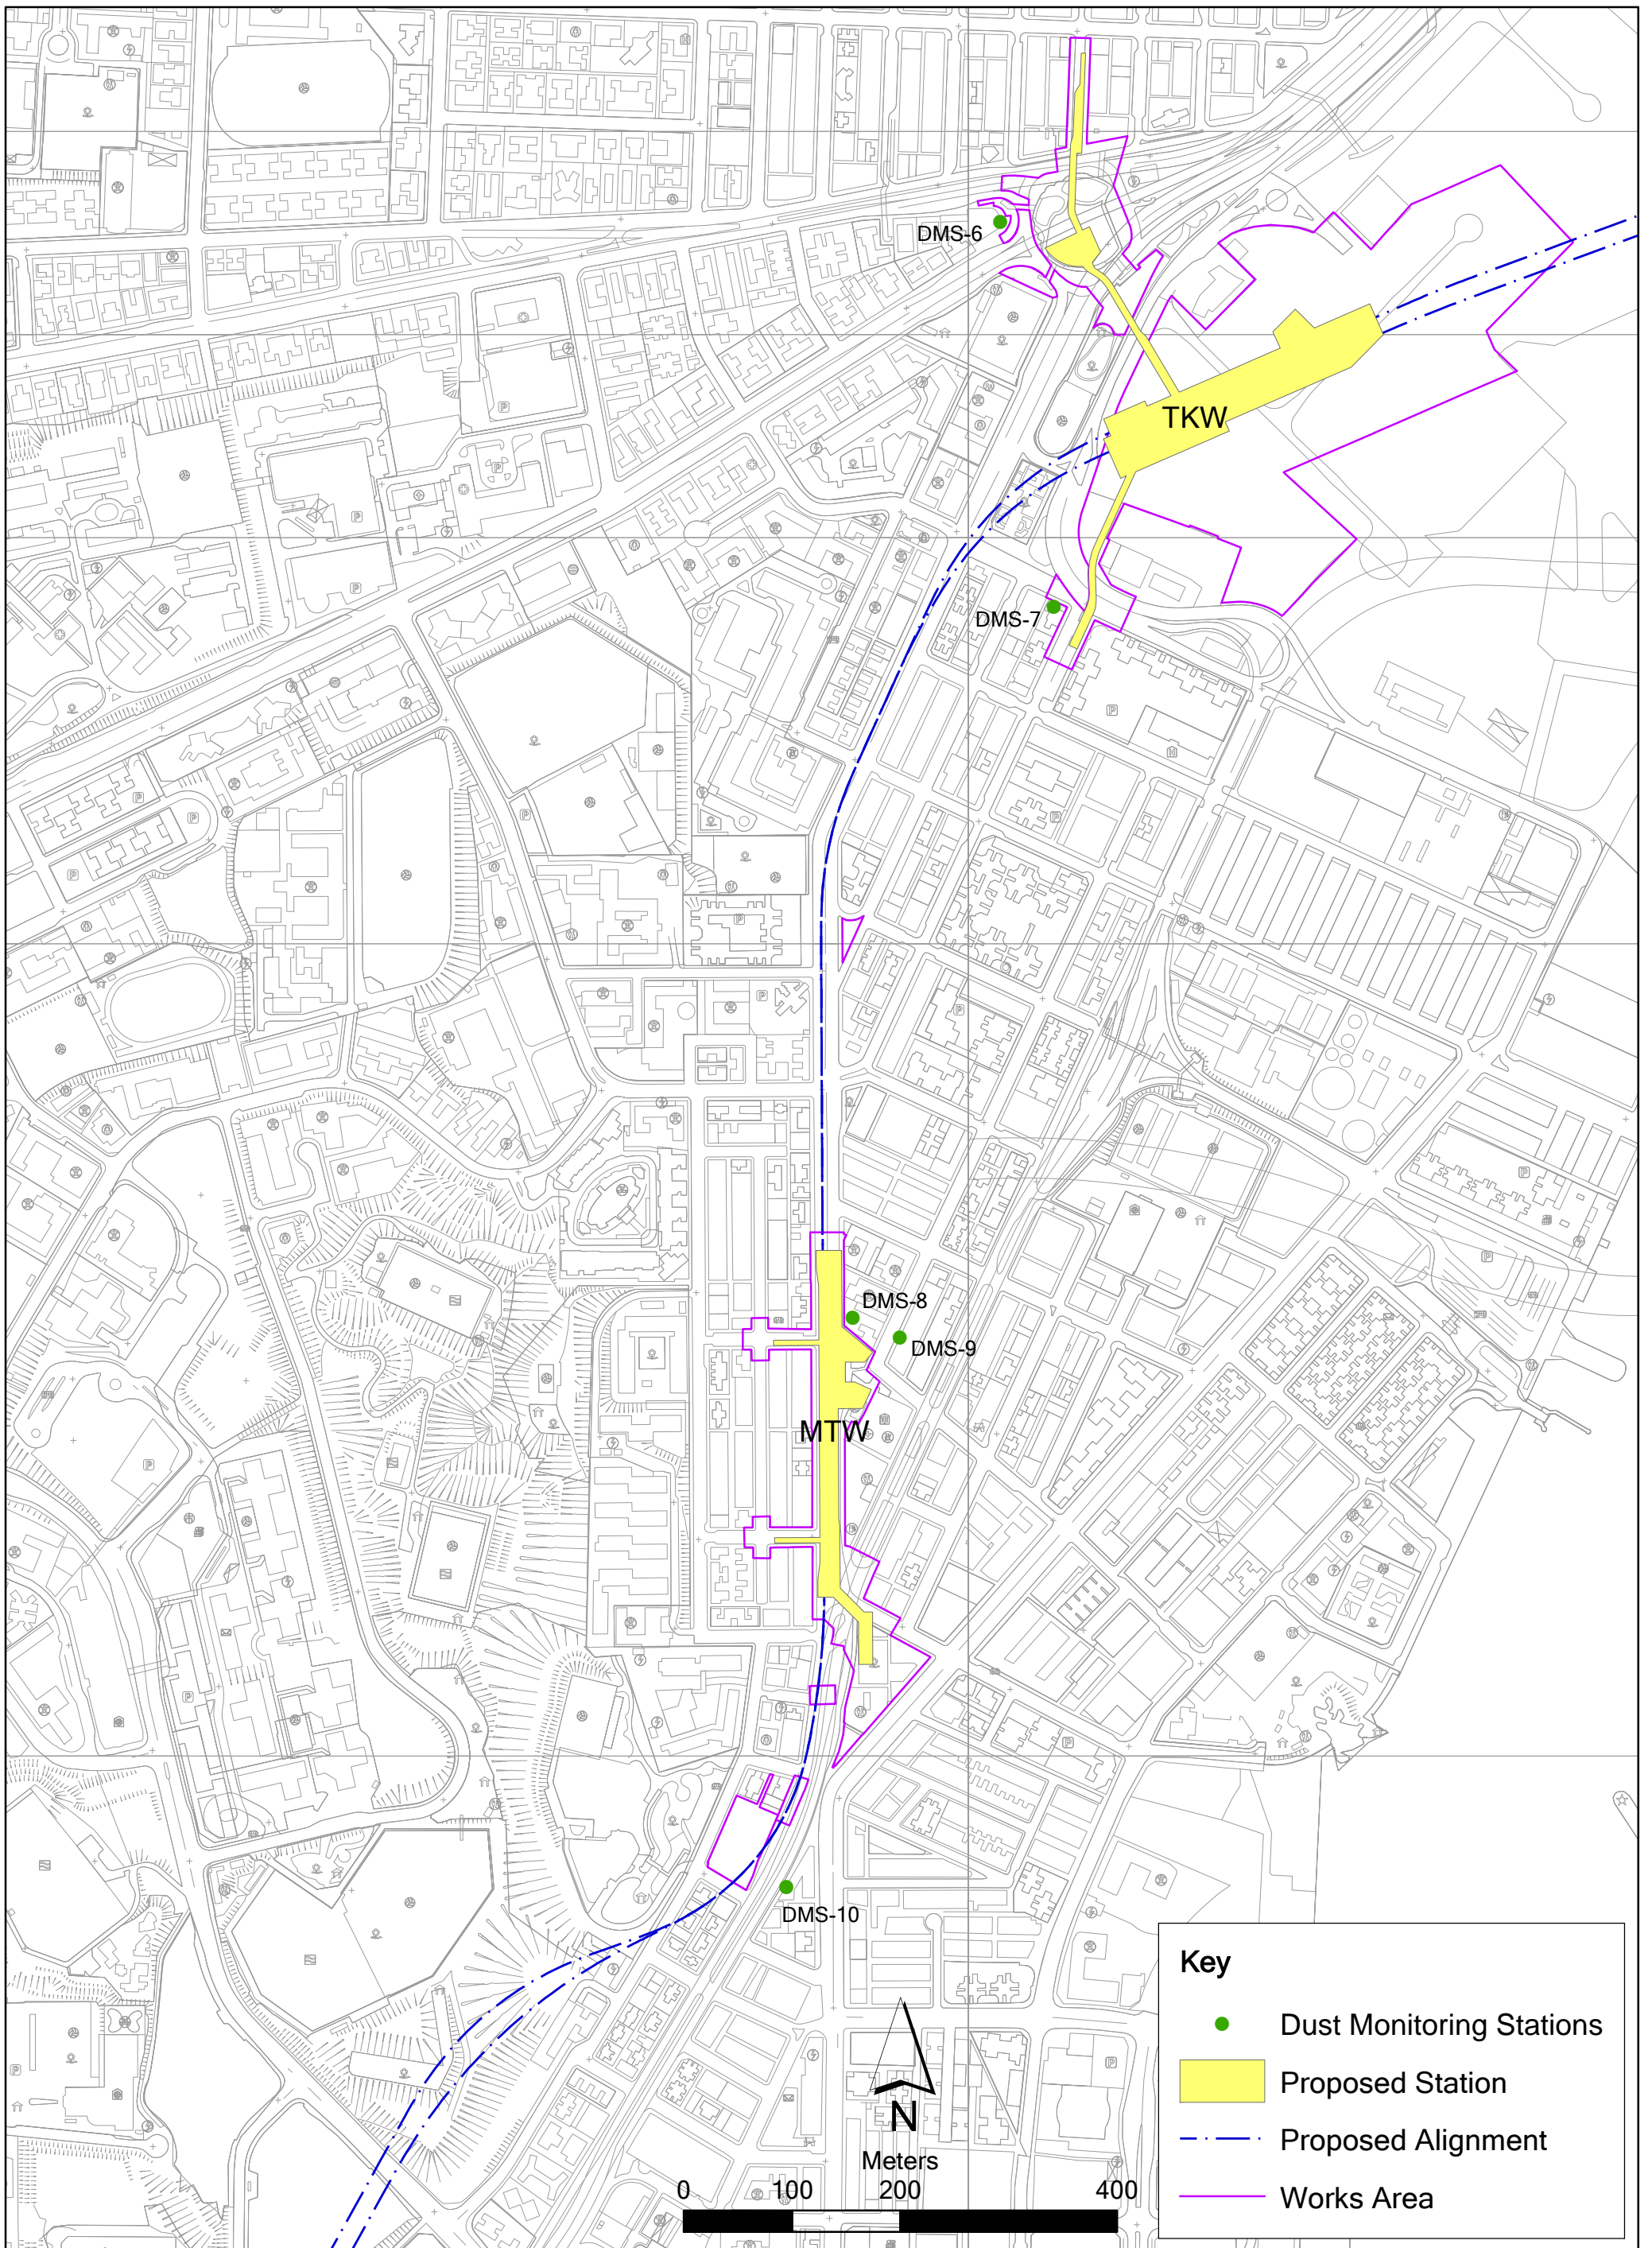 DMS-6
TKW
DMS-7
DMS-8
DMS-9
MTW
DMS-10
Key
Dust Monitoring Stations
Proposed Station
Proposed Alignment
Works Area
N
Meters
0 100 200 400